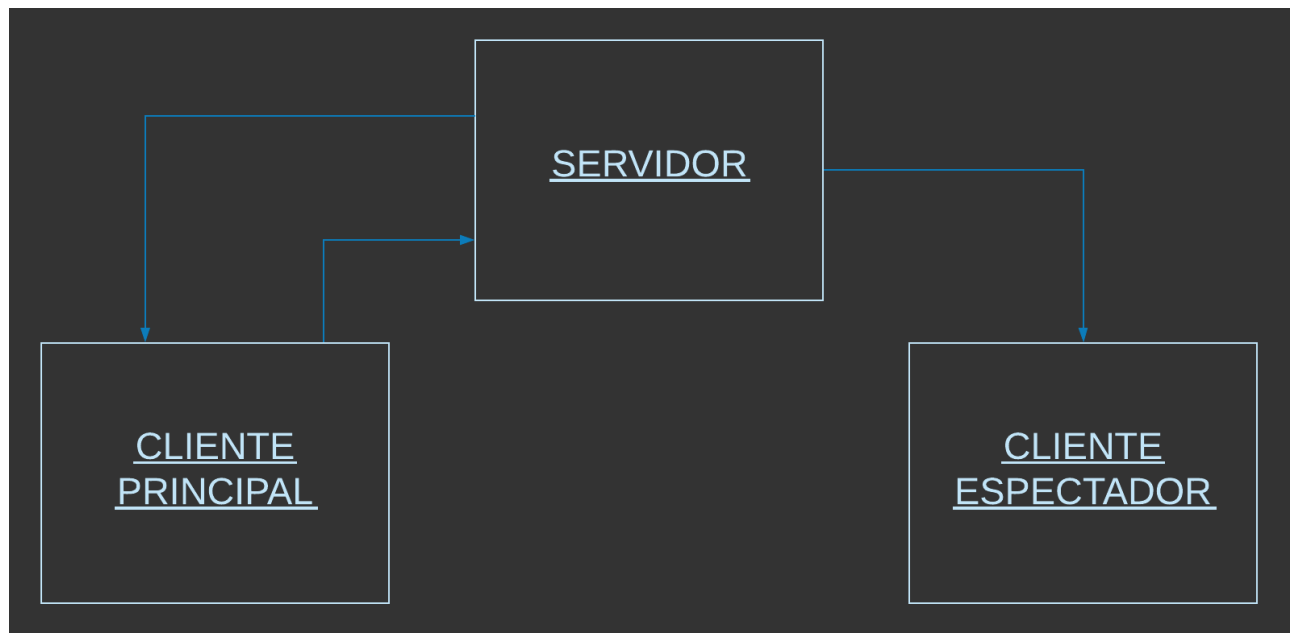 SERVIDOR
CLIENTE
PRINCIPAL
CLIENTE
ESPECTADOR